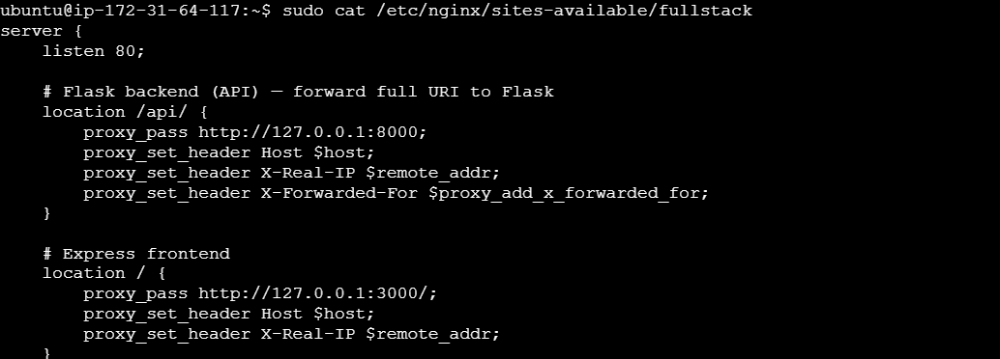 ubuntu@ip-172-31-64-117:~$ sudo cat /etc/nginx/sites-available/fullstack
server {
    listen 80;

    # Flask backend (API) — forward full URI to Flask
    location /api/ {
        proxy_pass http://127.0.0.1:8000;
        proxy_set_header Host $host;
        proxy_set_header X-Real-IP $remote_addr;
        proxy_set_header X-Forwarded-For $proxy_add_x_forwarded_for;
    }

    # Express frontend
    location / {
        proxy_pass http://127.0.0.1:3000/;
        proxy_set_header Host $host;
        proxy_set_header X-Real-IP $remote_addr;
    }